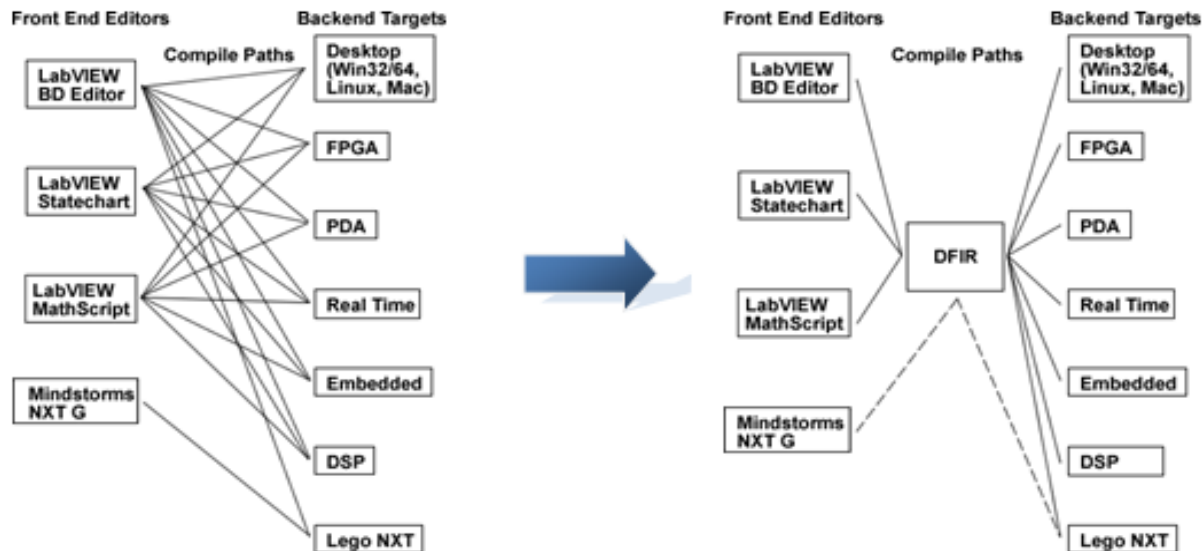 Front End Editors
Backend Targets
Compile Paths
LabVIEW
BD Editor
Desktop
(Win32/64,
Linux, Mac)
FPGA
LabVIEW
Statechart
PDA
LabVIEW
MathScript
Real Time
Mindstorms
NXT G
Embedded
DSP
Lego NXT
Front End Editors
Backend Targets
Compile Paths
LabVIEW
BD Editor
Desktop
(Win32/64,
Linux, Mac)
FPGA
LabVIEW
Statechart
PDA
DFIR
LabVIEW
MathScript
Real Time
Mindstorms
NXT G
Embedded
DSP
Lego NXT